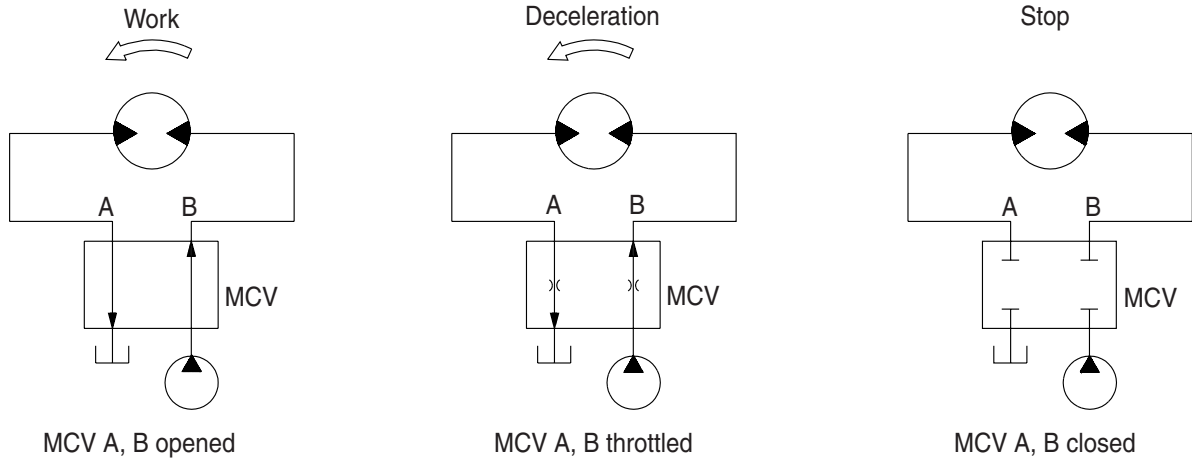 Work
A B
MCV
MCV A, B opened
Deceleration
A B
MCV
MCV A, B throttled
Stop
A B
MCV
MCV A, B closed